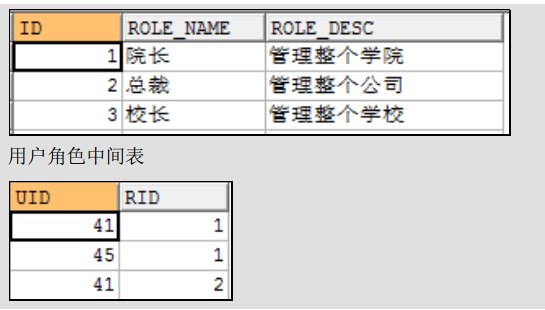 ID ROLE_NAME ROLE_DESC
1 院长 管理整个学院
2 总裁 管理整个公司
3 校长 管理整个学校
用户角色中间表
UID RID
41 1
45 1
41 2